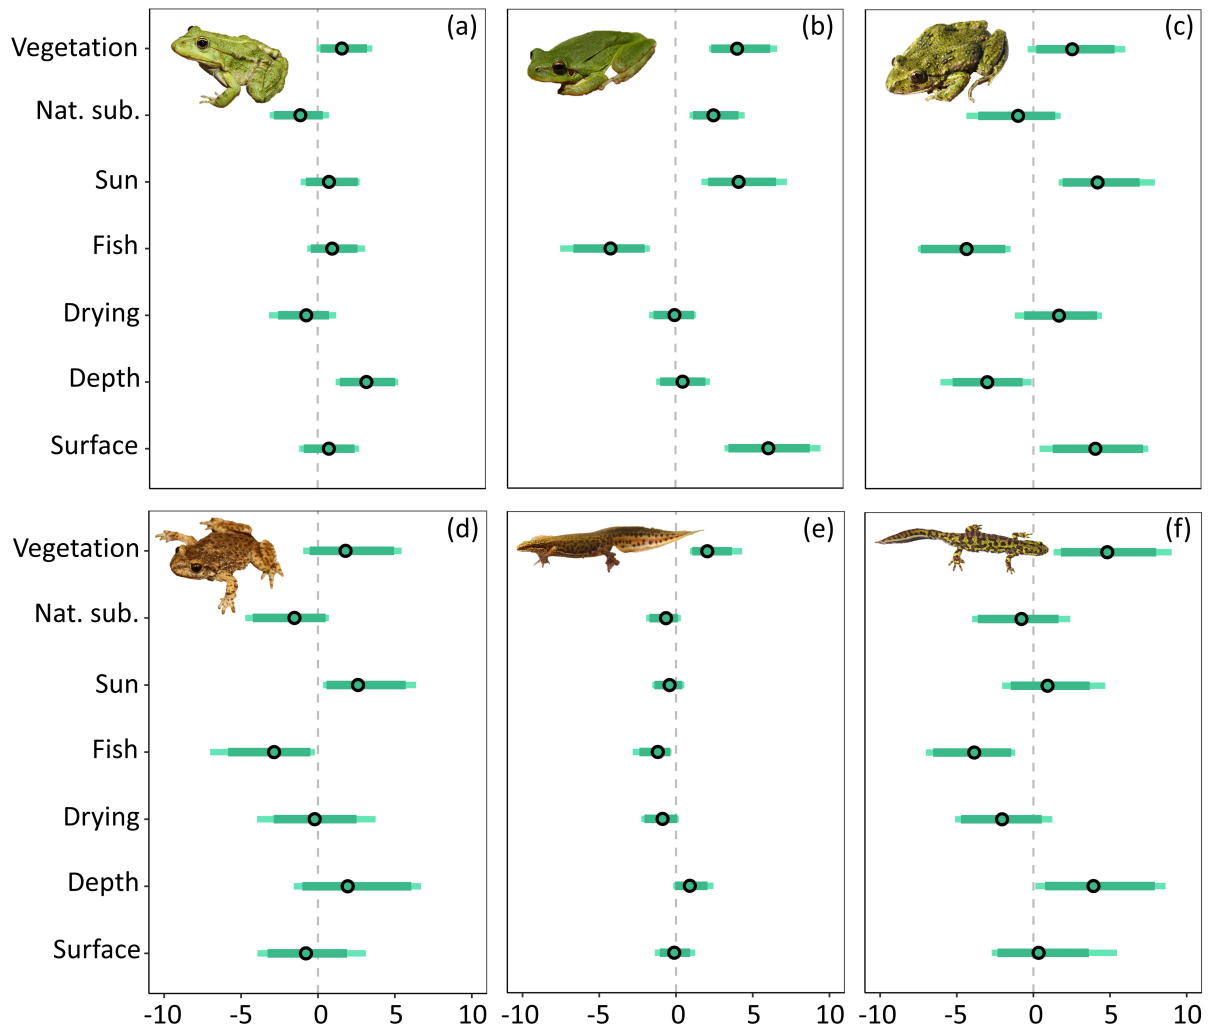 (a) (b) (c)
Vegetation
Nat. sub.
Sun
Fish
Drying
Depth
Surface
(d) (e) (f)
Vegetation
Nat. sub.
Sun
Fish
Drying
Depth
Surface
-10 -5 0 5 10 -10 -5 0 5 10 -10 -5 0 5 10